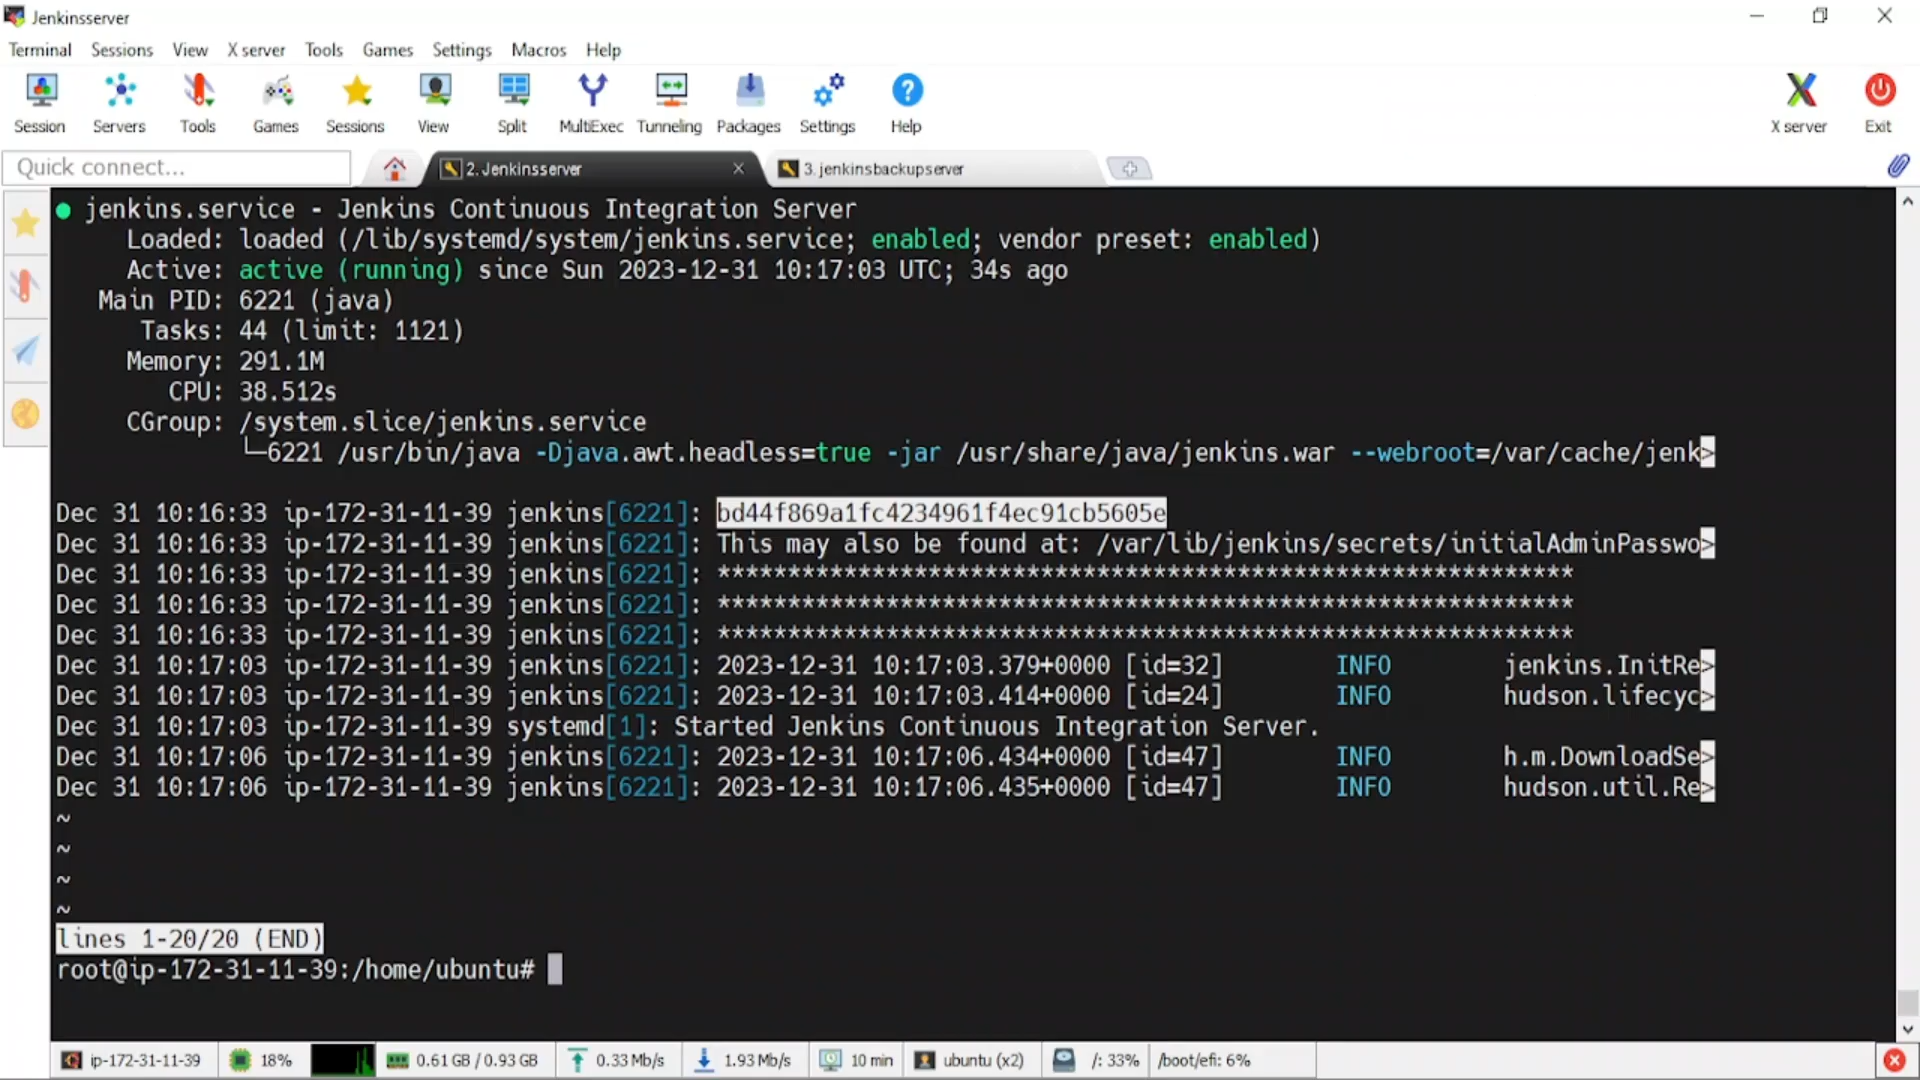 Jenkinsserver
Terminal Sessions View X server Tools Games Settings Macros Help
Session Servers Tools Games Sessions View Split MultiExec Tunneling Packages Settings Help X server Exit
Quick connect... 2. Jenkinsserver 3. jenkinsbackupserver
● jenkins.service - Jenkins Continuous Integration Server
Loaded: loaded (/lib/systemd/system/jenkins.service; enabled; vendor preset: enabled)
Active: active (running) since Sun 2023-12-31 10:17:03 UTC; 34s ago
Main PID: 6221 (java)
Tasks: 44 (limit: 1121)
Memory: 291.1M
CPU: 38.512s
CGroup: /system.slice/jenkins.service
└─6221 /usr/bin/java -Djava.awt.headless=true -jar /usr/share/java/jenkins.war --webroot=/var/cache/jenk>
Dec 31 10:16:33 ip-172-31-11-39 jenkins[6221]: bd44f869a1fc4234961f4ec91cb5605e
Dec 31 10:16:33 ip-172-31-11-39 jenkins[6221]: This may also be found at: /var/lib/jenkins/secrets/initialAdminPasswo>
Dec 31 10:16:33 ip-172-31-11-39 jenkins[6221]: *************************************************************
Dec 31 10:16:33 ip-172-31-11-39 jenkins[6221]: *************************************************************
Dec 31 10:16:33 ip-172-31-11-39 jenkins[6221]: *************************************************************
Dec 31 10:17:03 ip-172-31-11-39 jenkins[6221]: 2023-12-31 10:17:03.379+0000 [id=32] INFO jenkins.InitRe>
Dec 31 10:17:03 ip-172-31-11-39 jenkins[6221]: 2023-12-31 10:17:03.414+0000 [id=24] INFO hudson.lifecyc>
Dec 31 10:17:03 ip-172-31-11-39 systemd[1]: Started Jenkins Continuous Integration Server.
Dec 31 10:17:06 ip-172-31-11-39 jenkins[6221]: 2023-12-31 10:17:06.434+0000 [id=47] INFO h.m.DownloadSe>
Dec 31 10:17:06 ip-172-31-11-39 jenkins[6221]: 2023-12-31 10:17:06.435+0000 [id=47] INFO hudson.util.Re>
~
~
~
~
lines 1-20/20 (END)
root@ip-172-31-11-39:/home/ubuntu#
ip-172-31-11-39 18% 0.61 GB / 0.93 GB 0.33 Mb/s 1.93 Mb/s 10 min ubuntu (x2) /: 33% /boot/efi: 6%